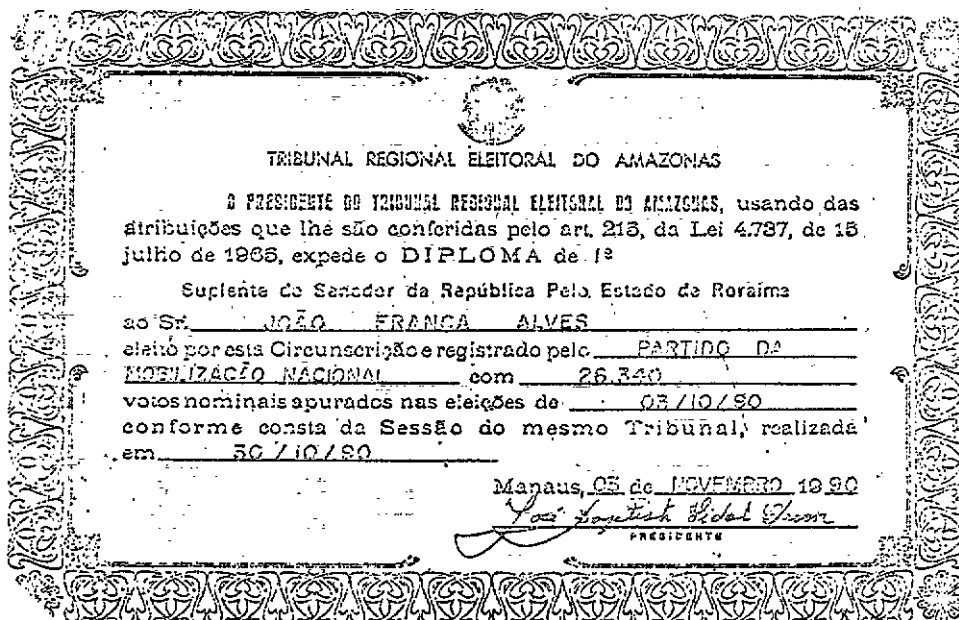 TRIBUNAL REGIONAL ELEITORAL DO AMAZONAS
O PRESIDENTE DO TRIBUNAL REGIONAL ELEITORAL DO AMAZONAS, usando das
atribuições que lhe são conferidas pelo art. 215, da Lei 4.737, de 15
julho de 1965, expede o DIPLOMA de 1º
Suplente de Senador da República Pelo Estado de Roraima
ao Sr. JOÃO FRANCA ALVES
eleito por esta Circunscrição e registrado pelo PARTIDO DA
MOBILIZAÇÃO NACIONAL com 26.340
votos nominais apurados nas eleições de 03/10/90
conforme consta da Sessão do mesmo Tribunal, realizada
em 30/10/90
Manaus, 05 de NOVEMBRO 1990
PRESIDENTE